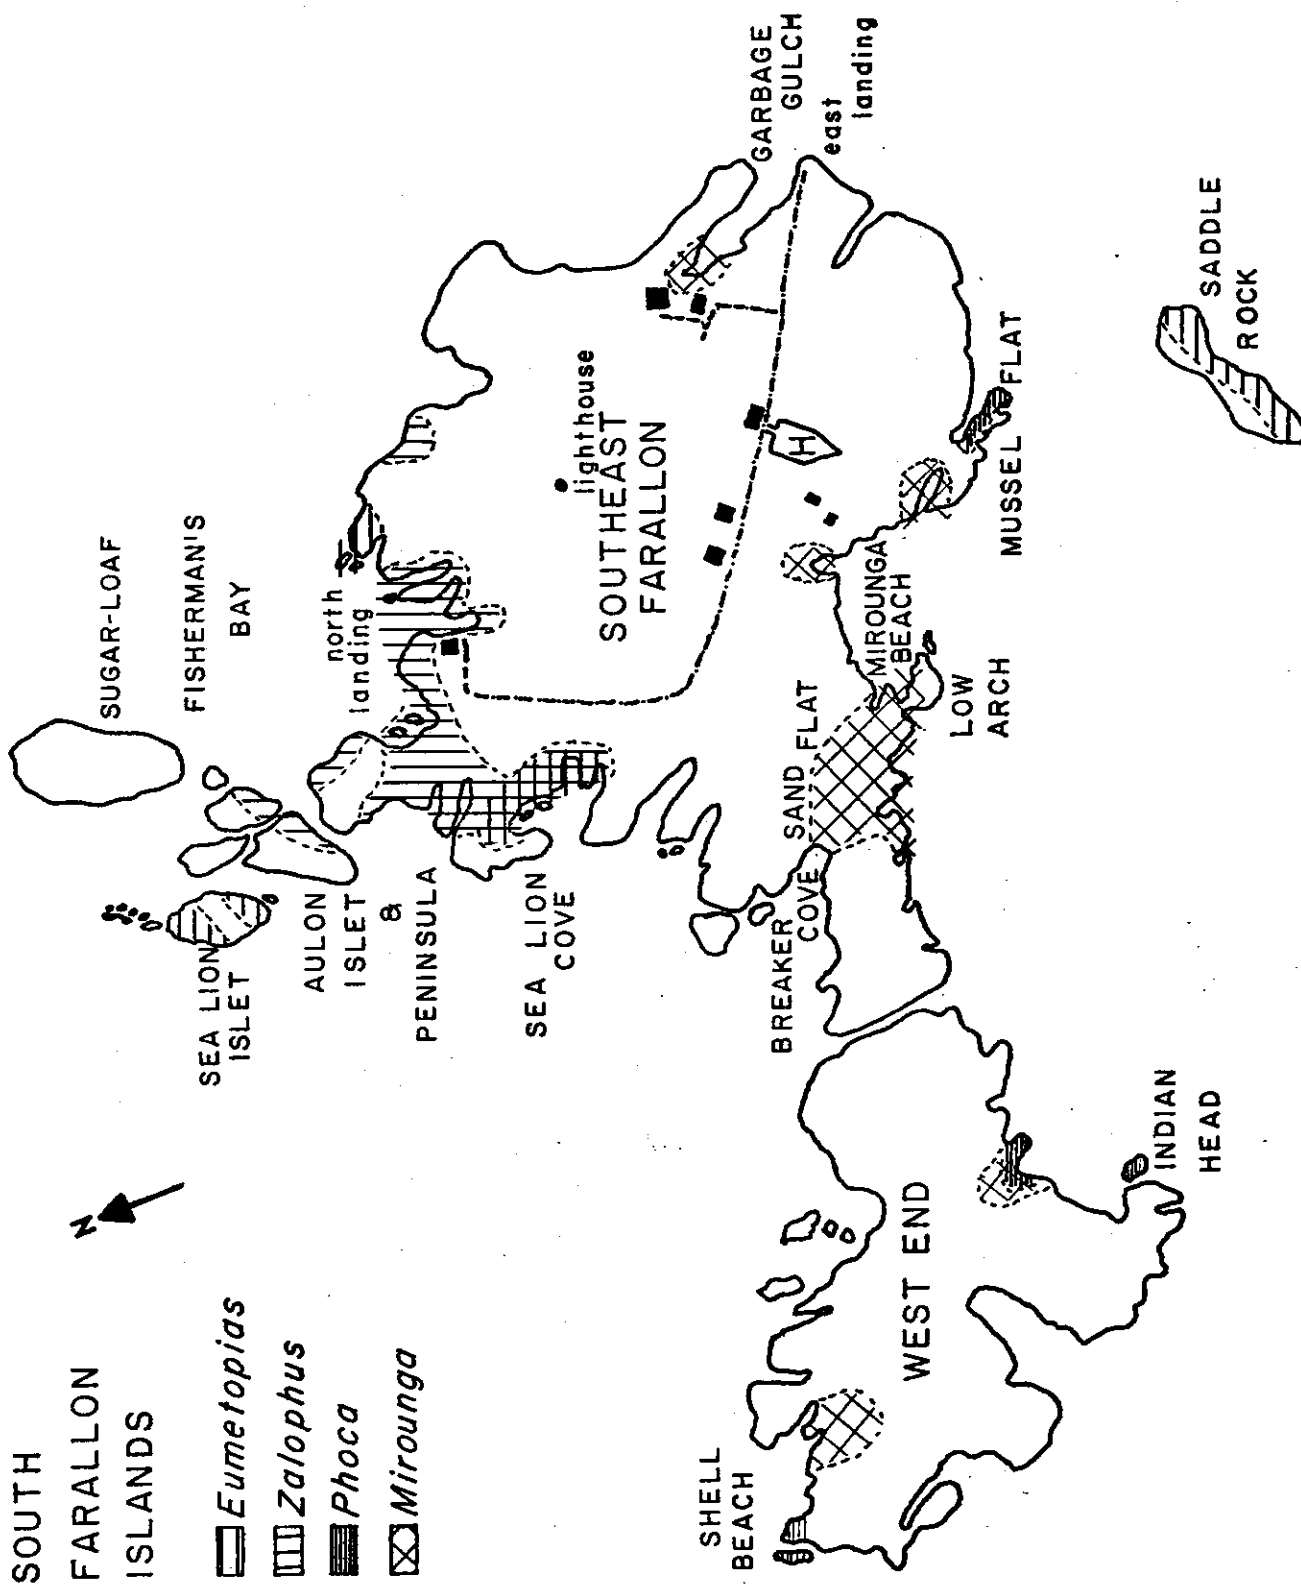 SOUTH
FARALLON
ISLANDS
Eumetopias
Zalophus
Phoca
Mirounga
N
SUGAR-LOAF
FISHERMAN'S
BAY
SEA LION
ISLET
AULON
ISLET
&
PENINSULA
SEA LION
COVE
north
landing
lighthouse
SOUTHEAST
FARALLON
H
GARBAGE
GULCH
east
landing
BREAKER
COVE
SAND
FLAT
MIROUNGA
BEACH
LOW
ARCH
MUSSEL FLAT
SADDLE
ROCK
SHELL
BEACH
WEST END
INDIAN
HEAD